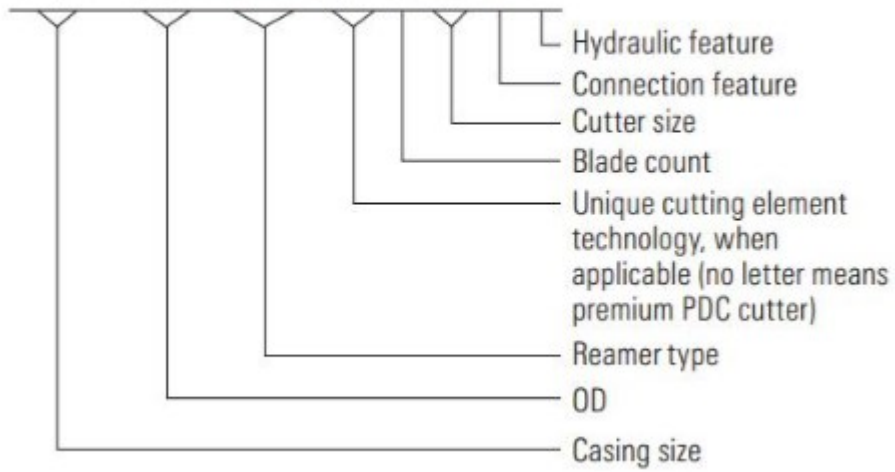 Hydraulic feature
Connection feature
Cutter size
Blade count
Unique cutting element
technology, when
applicable (no letter means
premium PDC cutter)
Reamer type
OD
Casing size